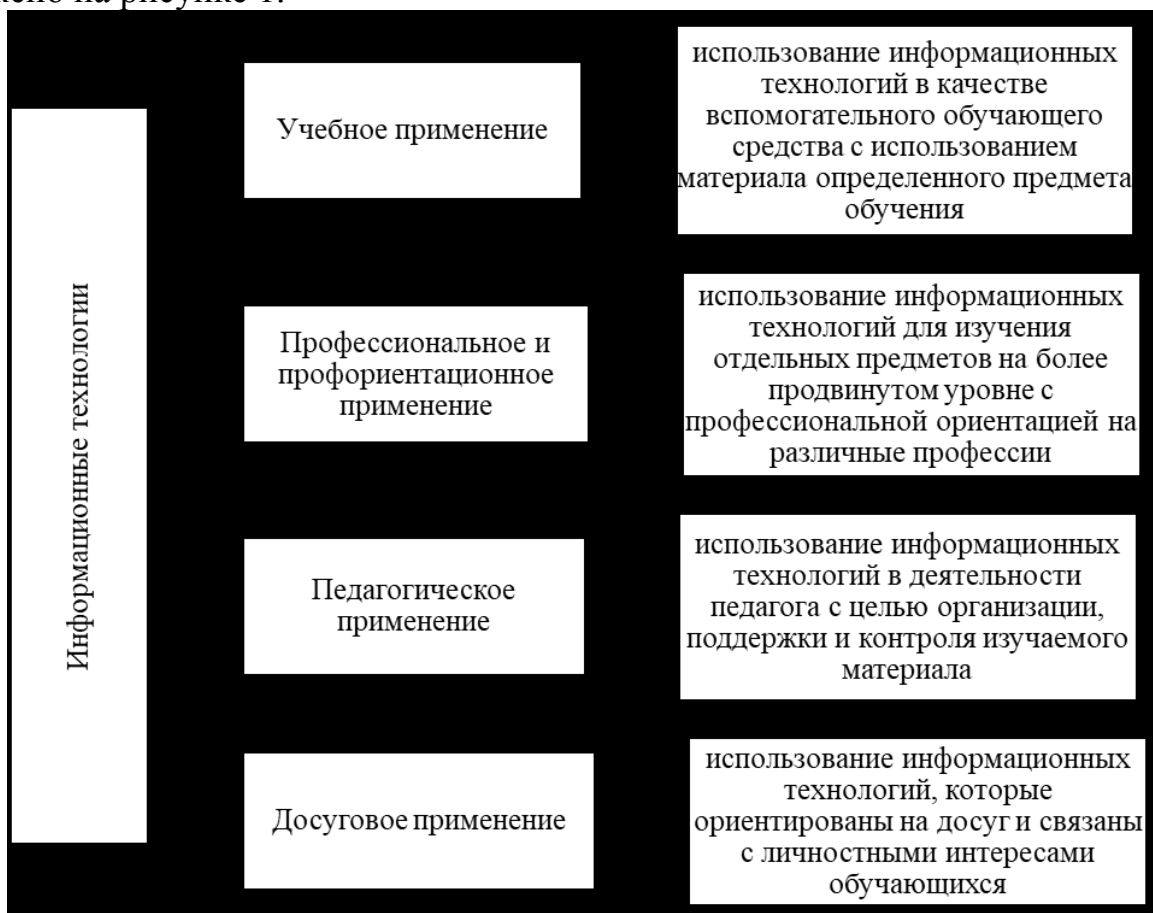 на рисунке 1.
Информационные технологии
Учебное применение
использование информационных
технологий в качестве
вспомогательного обучающего
средства с использованием
материала определенного предмета
обучения
Профессиональное и
профориентационное
применение
использование информационных
технологий для изучения
отдельных предметов на более
продвинутом уровне с
профессиональной ориентацией на
различные профессии
Педагогическое
применение
использование информационных
технологий в деятельности
педагога с целью организации,
поддержки и контроля изучаемого
материала
Досуговое применение
использование информационных
технологий, которые
ориентированы на досуг и связаны
с личностными интересами
обучающихся